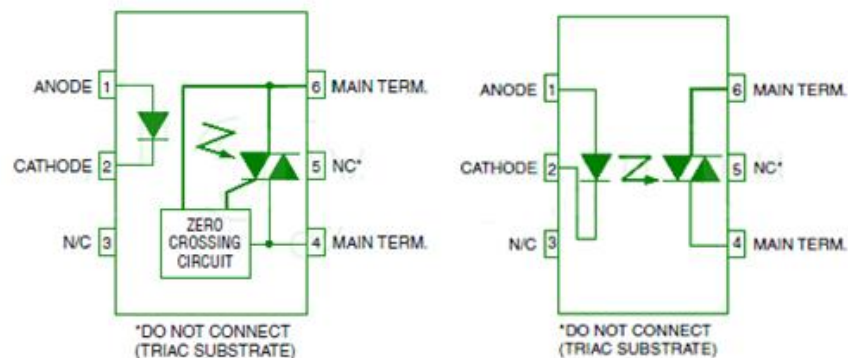 ANODE 1
6 MAIN TERM.
CATHODE 2
5 NC*
N/C 3
ZERO
CROSSING
CIRCUIT
4 MAIN TERM.
*DO NOT CONNECT
(TRIAC SUBSTRATE)
ANODE 1
6 MAIN TERM.
CATHODE 2
5 NC*
N/C 3
4 MAIN TERM.
*DO NOT CONNECT
(TRIAC SUBSTRATE)